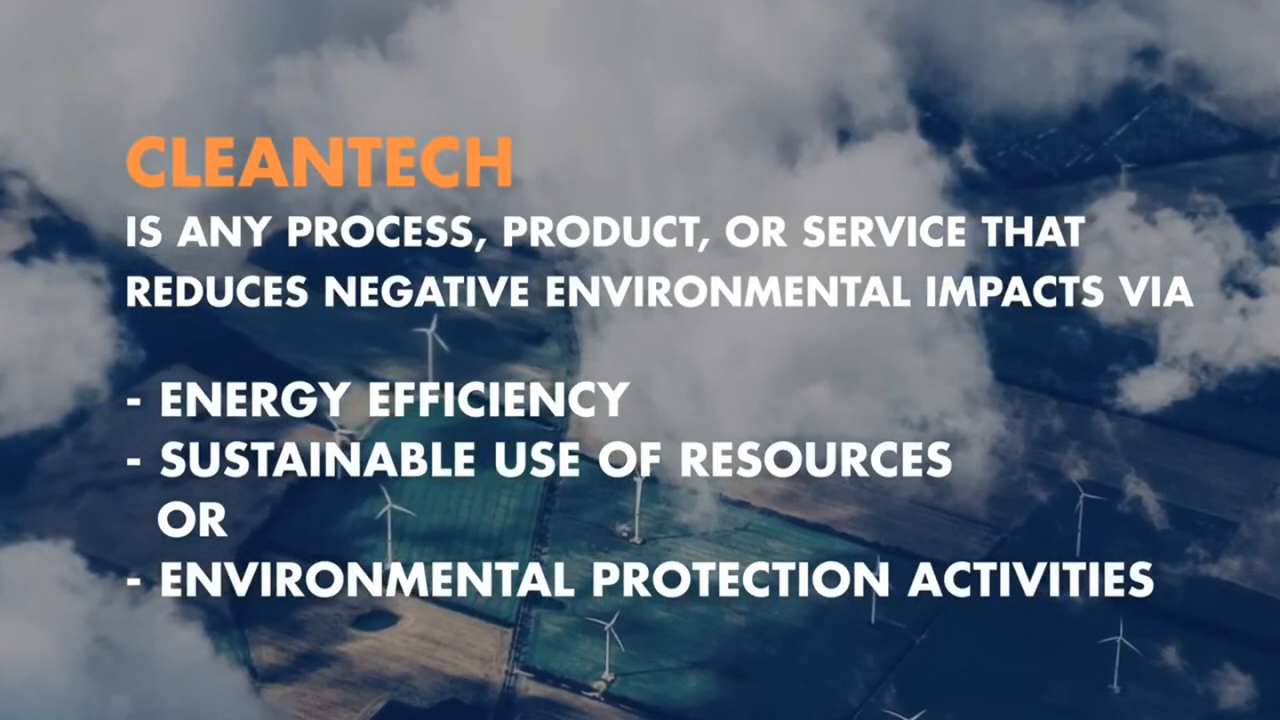 CLEANTECH
IS ANY PROCESS, PRODUCT, OR SERVICE THAT
REDUCES NEGATIVE ENVIRONMENTAL IMPACTS VIA
- ENERGY EFFICIENCY
- SUSTAINABLE USE OF RESOURCES
OR
- ENVIRONMENTAL PROTECTION ACTIVITIES